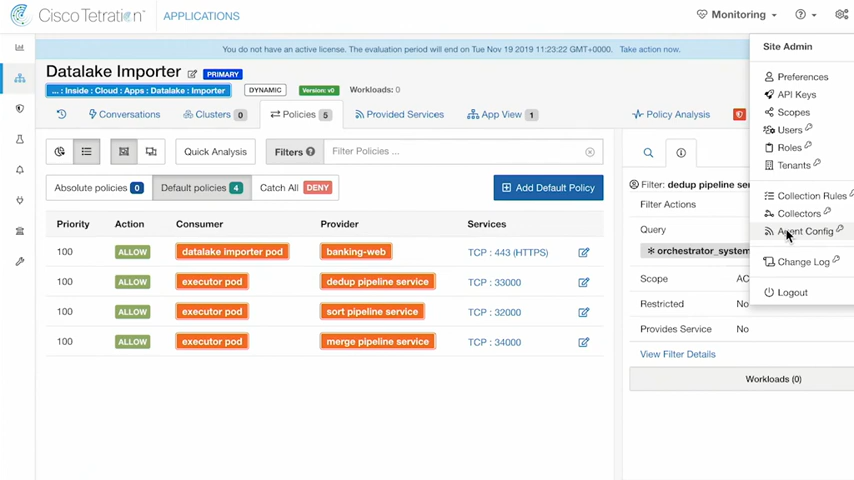 Cisco Tetration™ APPLICATIONS Monitoring
You do not have an active license. The evaluation period will end on Tue Nov 19 2019 11:23:22 GMT+0000. Take action now.
Datalake Importer PRIMARY
... : Inside : Cloud : Apps : Datalake : Importer DYNAMIC Version: v0 Workloads: 0
Conversations Clusters 0 Policies 5 Provided Services App View 1 Policy Analysis
Quick Analysis Filters Filter Policies ...
Absolute policies 0 Default policies 4 Catch All DENY Add Default Policy
Priority Action Consumer Provider Services
100 ALLOW datalake importer pod banking-web TCP : 443 (HTTPS)
100 ALLOW executor pod dedup pipeline service TCP : 33000
100 ALLOW executor pod sort pipeline service TCP : 32000
100 ALLOW executor pod merge pipeline service TCP : 34000
Filter: dedup pipeline ser
Filter Actions
Query
* orchestrator_system
Scope AC
Restricted No
Provides Service No
View Filter Details
Workloads (0)
Site Admin
Preferences
API Keys
Scopes
Users
Roles
Tenants
Collection Rules
Collectors
Agent Config
Change Log
Logout